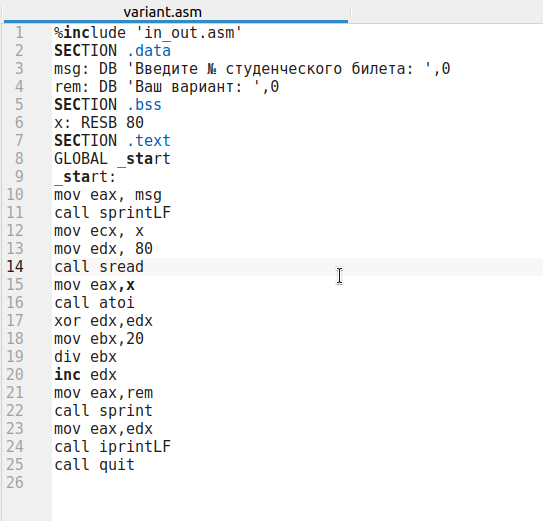 variant.asm
1 %include 'in_out.asm'
2 SECTION .data
3 msg: DB 'Введите № студенческого билета: ',0
4 rem: DB 'Ваш вариант: ',0
5 SECTION .bss
6 x: RESB 80
7 SECTION .text
8 GLOBAL _start
9 _start:
10 mov eax, msg
11 call sprintLF
12 mov ecx, x
13 mov edx, 80
14 call sread
15 mov eax,x
16 call atoi
17 xor edx,edx
18 mov ebx,20
19 div ebx
20 inc edx
21 mov eax,rem
22 call sprint
23 mov eax,edx
24 call iprintLF
25 call quit
26